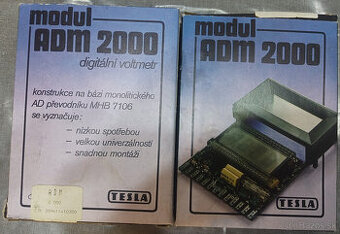 modul
ADM 2000
digitální voltmetr
konstrukce na bázi monolitického
AD převodníku MHB 7106
se vyznačuje:
— nízkou spotřebou
— velkou univerzálností
— snadnou montáží
ADM
TESLA
modul
ADM 2000
TESLA